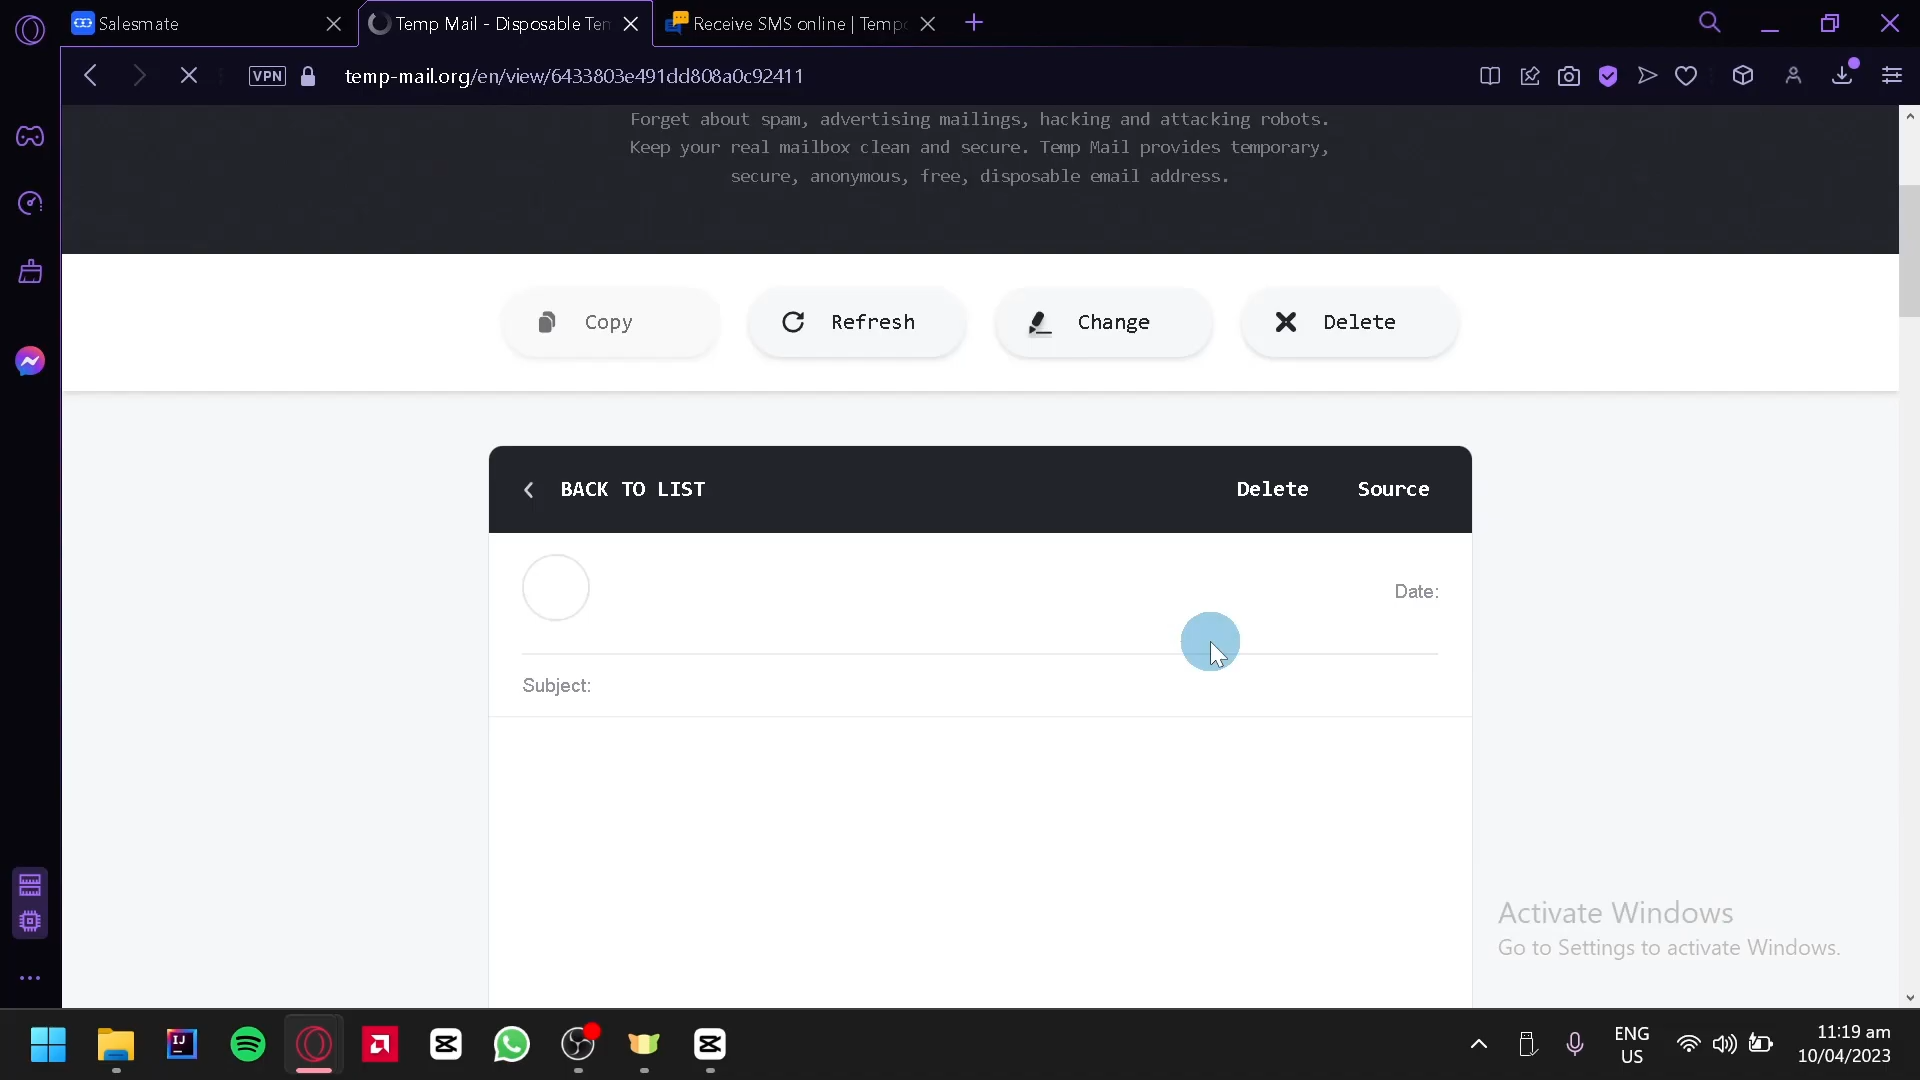 Salesmate
Temp Mail - Disposable Ten
Receive SMS online | Temp
VPN
temp-mail.org/en/view/6433803e491dd808a0c92411
Forget about spam, advertising mailings, hacking and attacking robots.
Keep your real mailbox clean and secure. Temp Mail provides temporary,
secure, anonymous, free, disposable email address.
Copy
Refresh
Change
Delete
BACK TO LIST
Delete
Source
Date:
Subject:
Activate Windows
Go to Settings to activate Windows.
IJ
ENG
US
11:19 am
10/04/2023